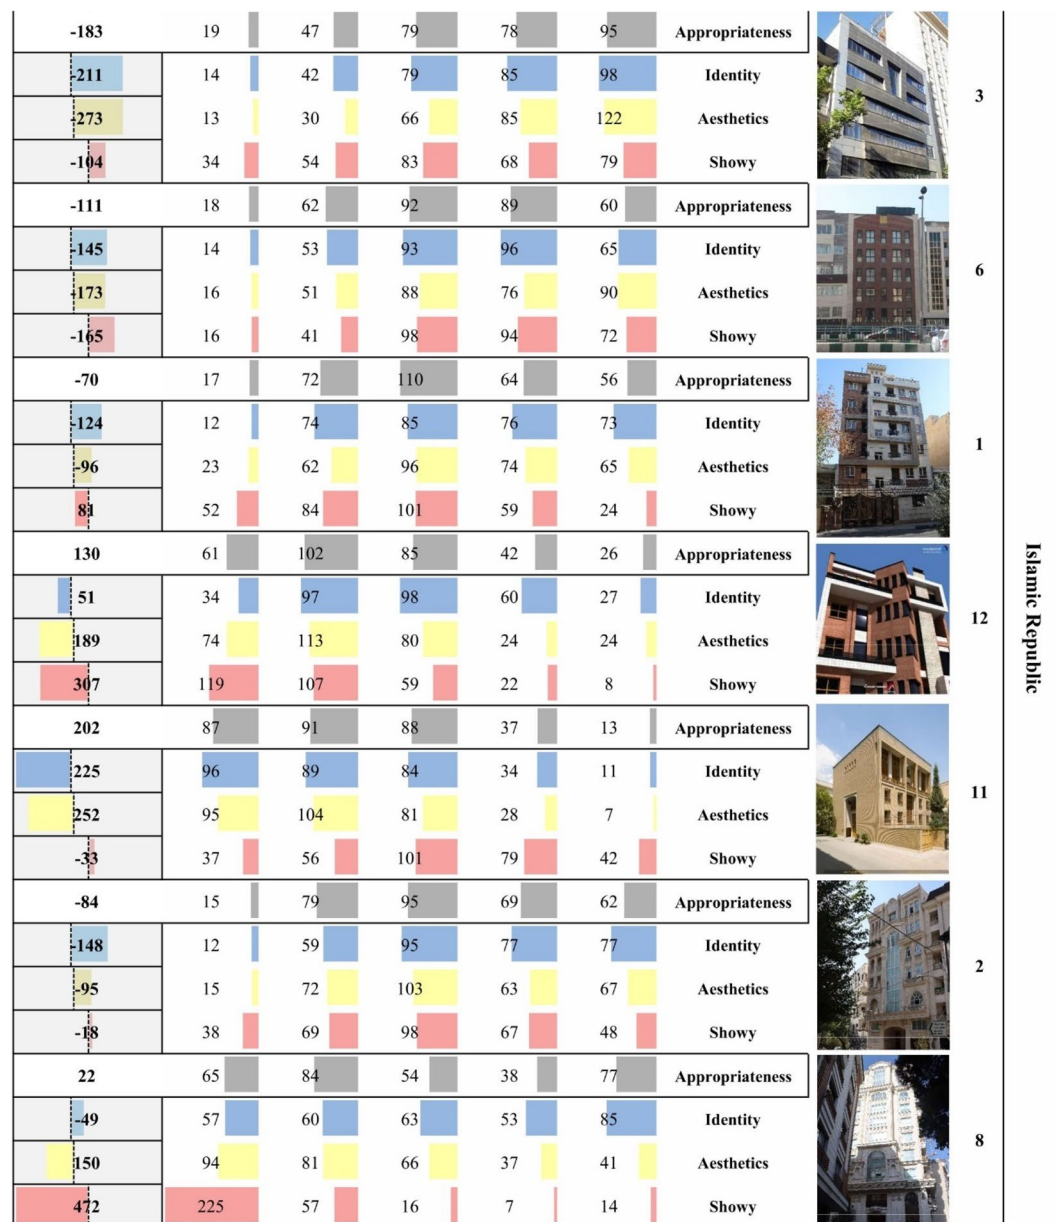 -183 19 47 79 78 95 Appropriateness
-211 14 42 79 85 98 Identity 3
-273 13 30 66 85 122 Aesthetics
-104 34 54 83 68 79 Showy
-111 18 62 92 89 60 Appropriateness
-145 14 53 93 96 65 Identity 6
-173 16 51 88 76 90 Aesthetics
-165 16 41 98 94 72 Showy
-70 17 72 110 64 56 Appropriateness
-124 12 74 85 76 73 Identity 1
-96 23 62 96 74 65 Aesthetics
81 52 84 101 59 24 Showy
130 61 102 85 42 26 Appropriateness
51 34 97 98 60 27 Identity 12
189 74 113 80 24 24 Aesthetics
307 119 107 59 22 8 Showy
202 87 91 88 37 13 Appropriateness
225 96 89 84 34 11 Identity 11
252 95 104 81 28 7 Aesthetics
-33 37 56 101 79 42 Showy
-84 15 79 95 69 62 Appropriateness
-148 12 59 95 77 77 Identity 2
-95 15 72 103 63 67 Aesthetics
-18 38 69 98 67 48 Showy
22 65 84 54 38 77 Appropriateness
-49 57 60 63 53 85 Identity 8
150 94 81 66 37 41 Aesthetics
472 225 57 16 7 14 Showy
Islamic Republic